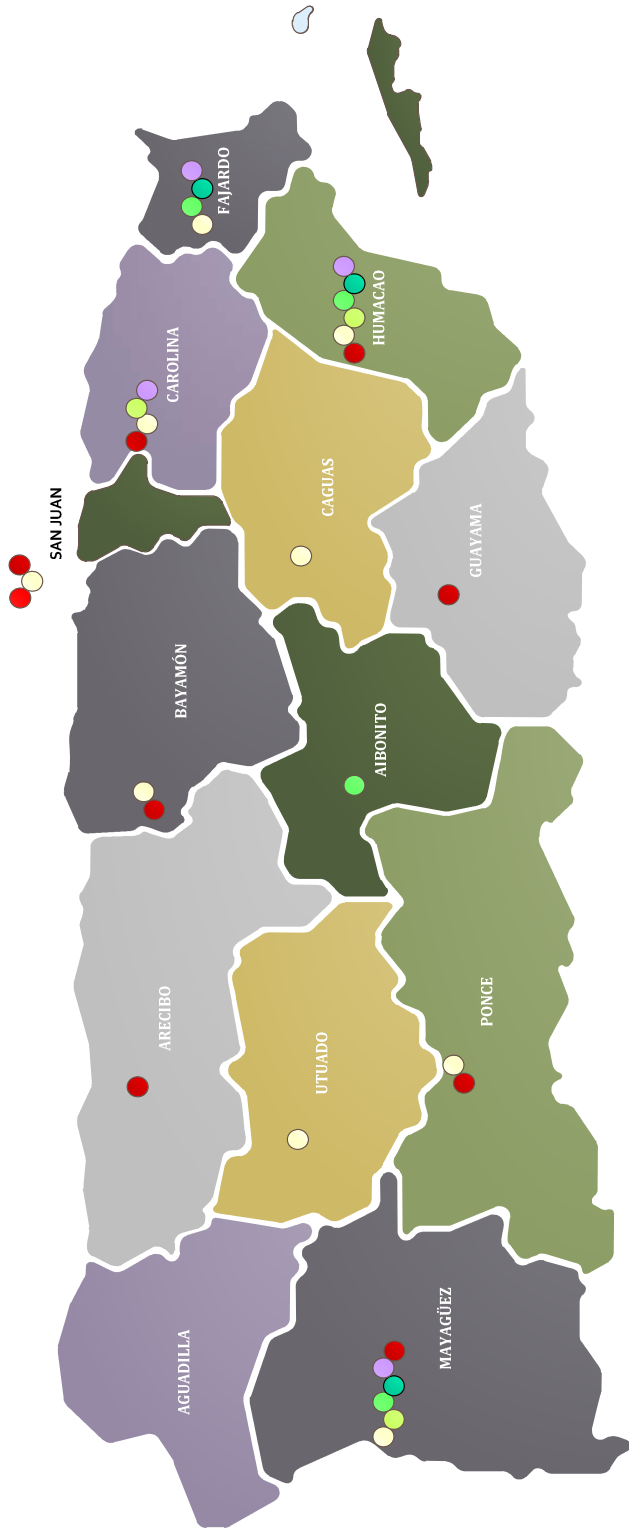 FAJARDO
HUMACAO
CAROLINA
CAGUAS
SAN JUAN
GUAYAMA
BAYAMÓN
AIBONITO
ARECIBO
UTUADO
PONCE
AGUADILLA
MAYAGÜEZ